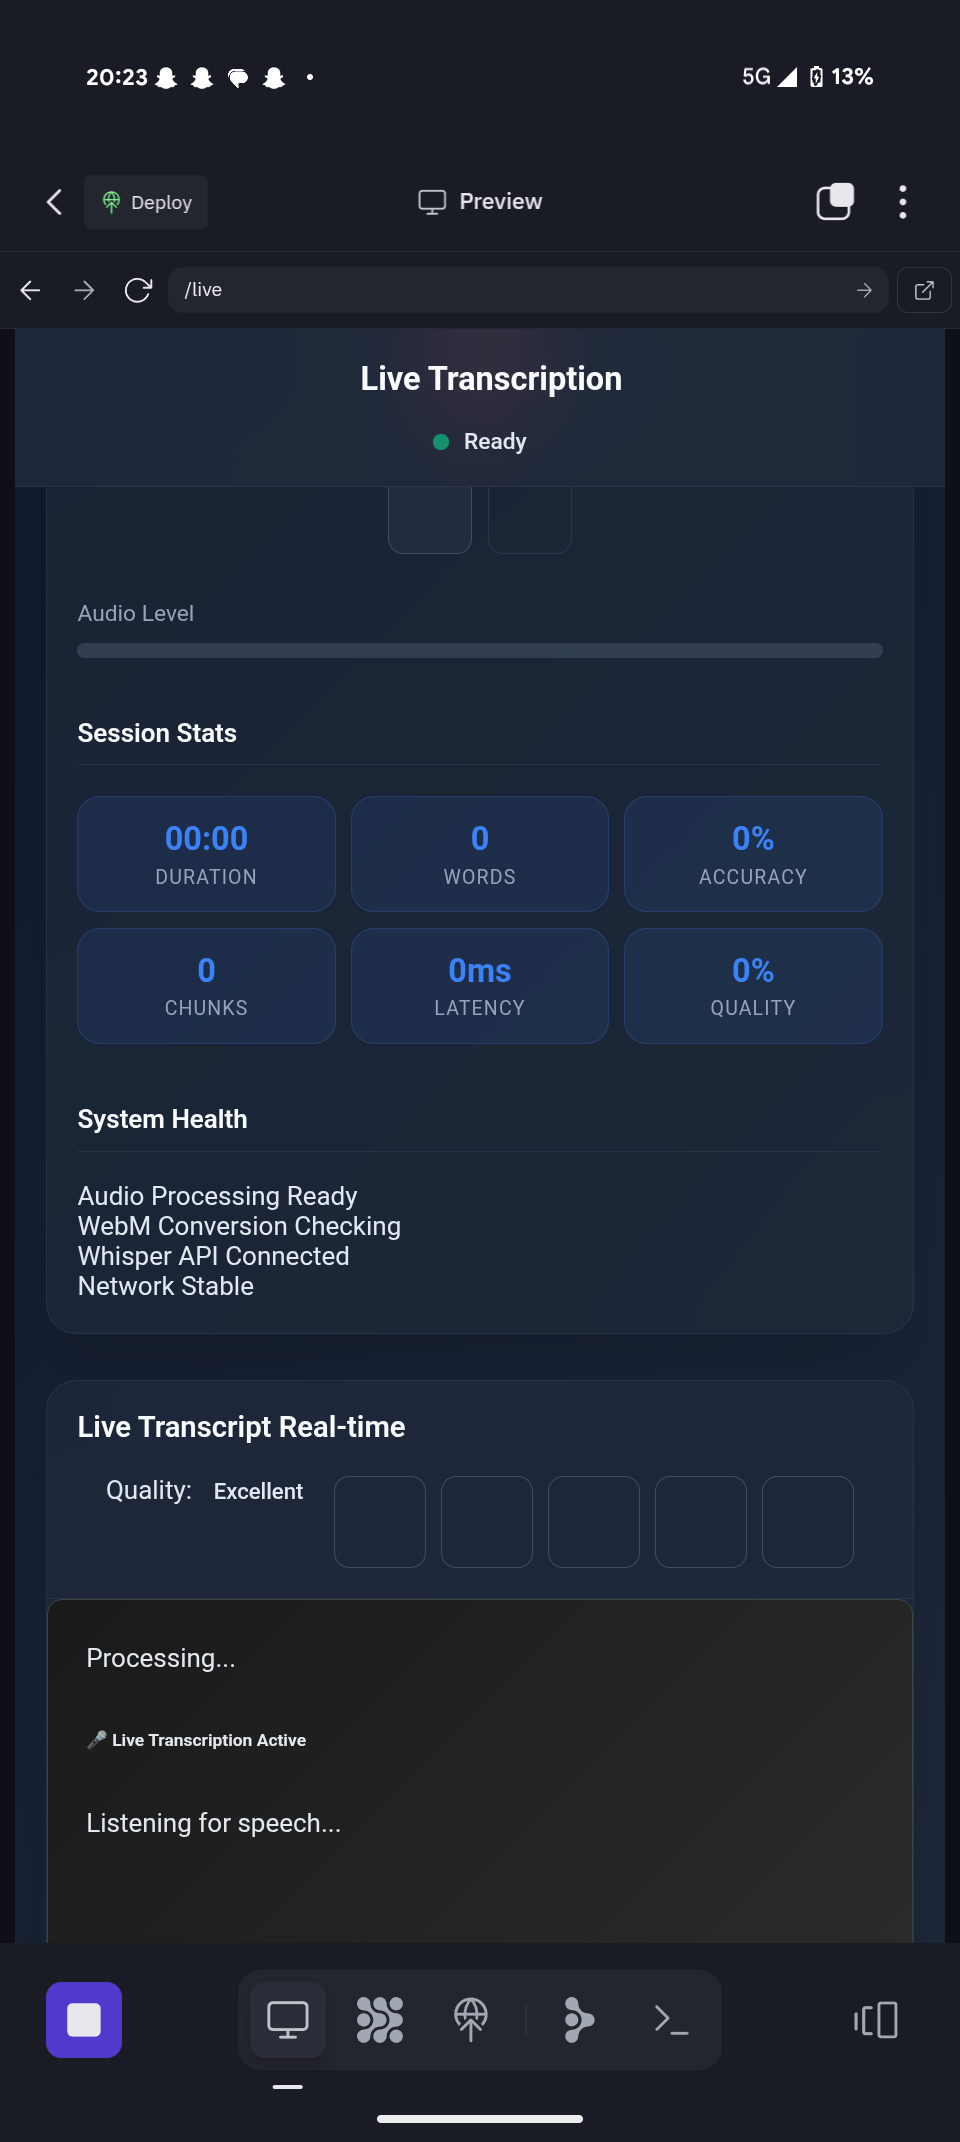 20:23
5G
13%
Deploy
Preview
/live
Live Transcription
Ready
Audio Level
Session Stats
00:00
0
0%
DURATION
WORDS
ACCURACY
0
0ms
0%
CHUNKS
LATENCY
QUALITY
System Health
Audio Processing Ready
WebM Conversion Checking
Whisper API Connected
Network Stable
Live Transcript Real-time
Quality: Excellent
Processing...
🎤 Live Transcription Active
Listening for speech...